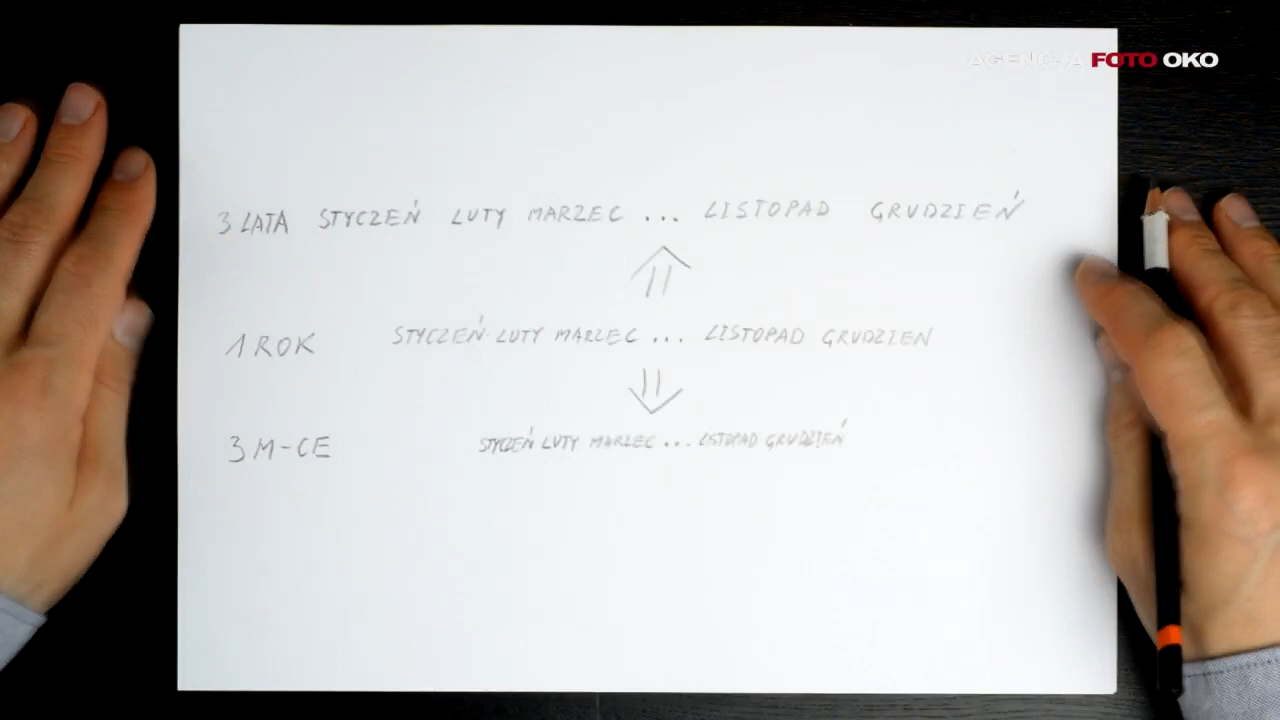 AGENCJA FOTO OKO
3 LATA STYCZEŃ LUTY MARZEC ... LISTOPAD GRUDZIEŃ
1 ROK STYCZEŃ LUTY MARZEC ... LISTOPAD GRUDZIEN
3 M-CE STYCZEŃ LUTY MARZEC ... LISTOPAD GRUDZIEŃ